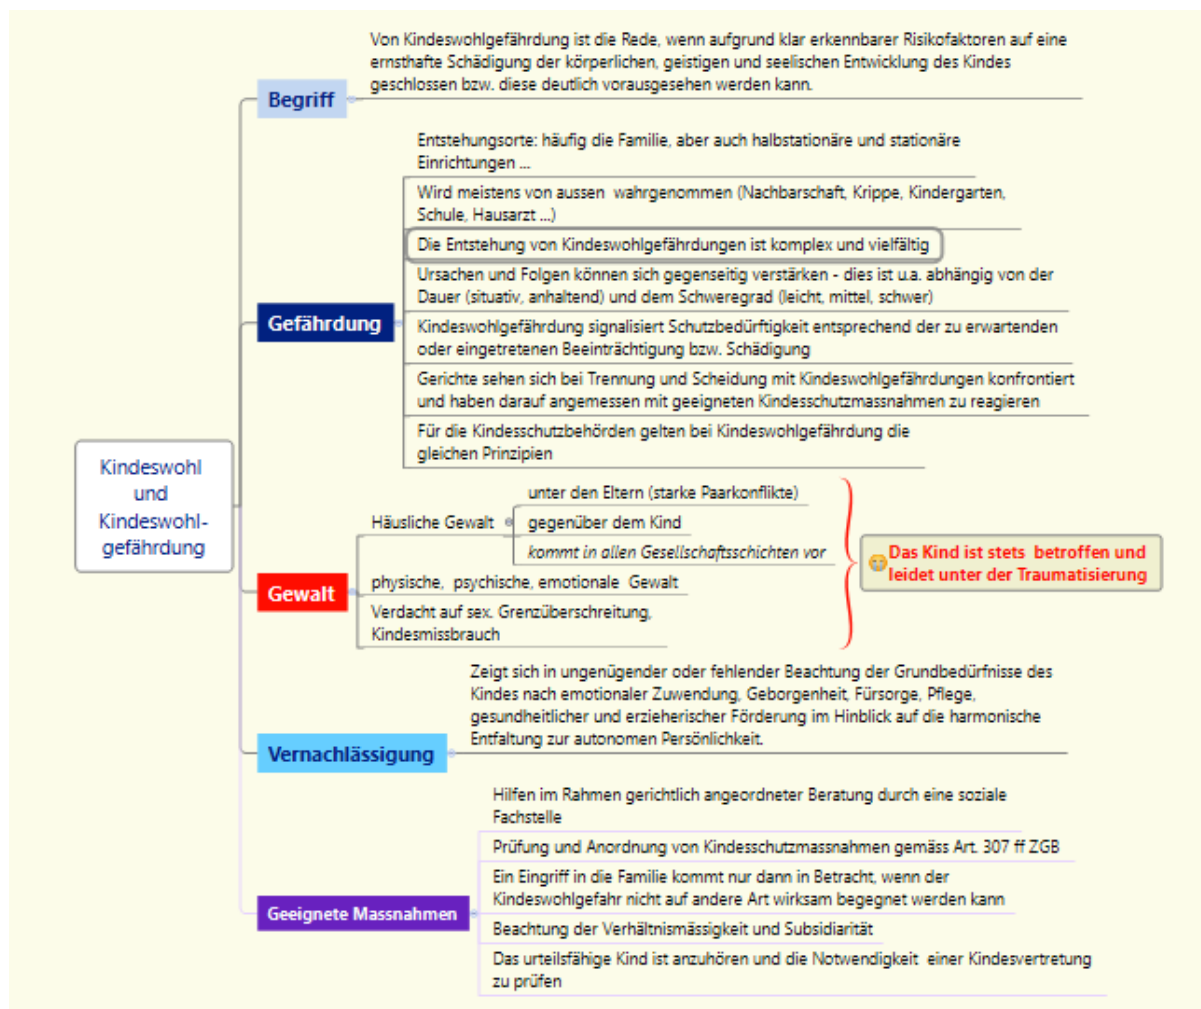 Kindeswohl
und
Kindeswohl-
gefährdung
Begriff
Von Kindeswohlgefährdung ist die Rede, wenn aufgrund klar erkennbarer Risikofaktoren auf eine
ernsthafte Schädigung der körperlichen, geistigen und seelischen Entwicklung des Kindes
geschlossen bzw. diese deutlich vorausgesehen werden kann.
Gefährdung
Entstehungsorte: häufig die Familie, aber auch halbstationäre und stationäre
Einrichtungen ...
Wird meistens von aussen wahrgenommen (Nachbarschaft, Krippe, Kindergarten,
Schule, Hausarzt ...)
Die Entstehung von Kindeswohlgefährdungen ist komplex und vielfältig
Ursachen und Folgen können sich gegenseitig verstärken - dies ist u.a. abhängig von der
Dauer (situativ, anhaltend) und dem Schweregrad (leicht, mittel, schwer)
Kindeswohlgefährdung signalisiert Schutzbedürftigkeit entsprechend der zu erwartenden
oder eingetretenen Beeinträchtigung bzw. Schädigung
Gerichte sehen sich bei Trennung und Scheidung mit Kindeswohlgefährdungen konfrontiert
und haben darauf angemessen mit geeigneten Kindesschutzmassnahmen zu reagieren
Für die Kindesschutzbehörden gelten bei Kindeswohlgefährdung die
gleichen Prinzipien
Gewalt
Häusliche Gewalt
unter den Eltern (starke Paarkonflikte)
gegenüber dem Kind
kommt in allen Gesellschaftsschichten vor
physische, psychische, emotionale Gewalt
Verdacht auf sex. Grenzüberschreitung,
Kindesmissbrauch
Das Kind ist stets betroffen und
leidet unter der Traumatisierung
Vernachlässigung
Zeigt sich in ungenügender oder fehlender Beachtung der Grundbedürfnisse des
Kindes nach emotionaler Zuwendung, Geborgenheit, Fürsorge, Pflege,
gesundheitlicher und erzieherischer Förderung im Hinblick auf die harmonische
Entfaltung zur autonomen Persönlichkeit.
Geeignete Massnahmen
Hilfen im Rahmen gerichtlich angeordneter Beratung durch eine soziale
Fachstelle
Prüfung und Anordnung von Kindesschutzmassnahmen gemäss Art. 307 ff ZGB
Ein Eingriff in die Familie kommt nur dann in Betracht, wenn der
Kindeswohlgefahr nicht auf andere Art wirksam begegnet werden kann
Beachtung der Verhältnismässigkeit und Subsidiarität
Das urteilsfähige Kind ist anzuhören und die Notwendigkeit einer Kindesvertretung
zu prüfen